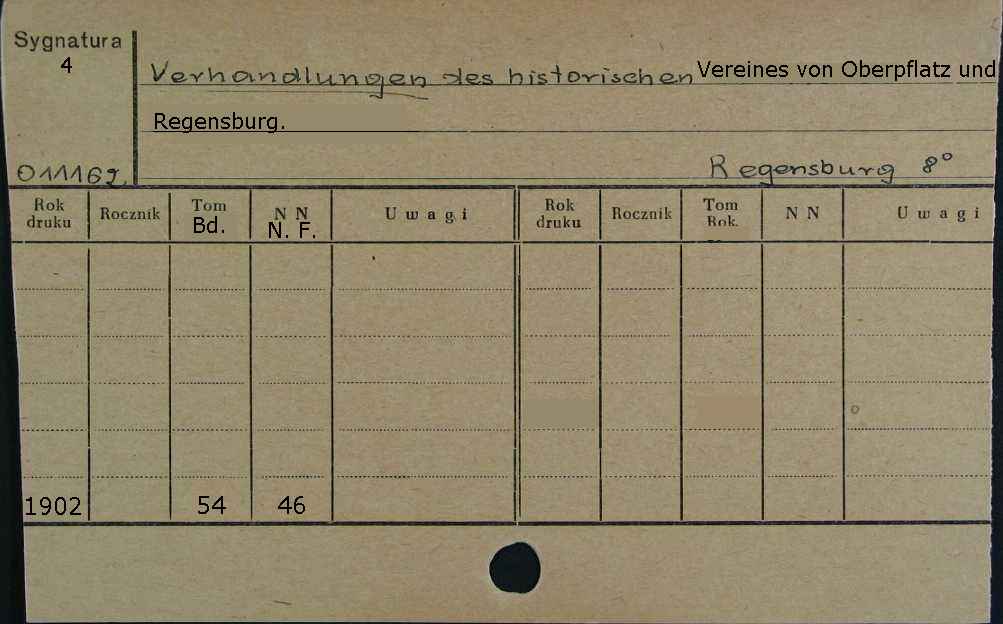 Sygnatura
4
Verhandlungen des historischen Vereines von Oberpflatz und
Regensburg.
011162.
Regensburg 8°
Rok druku Rocznik Tom Bd. N N N. F. Uwagi Rok druku Rocznik Tom Rok. N N Uwagi
1902 54 46